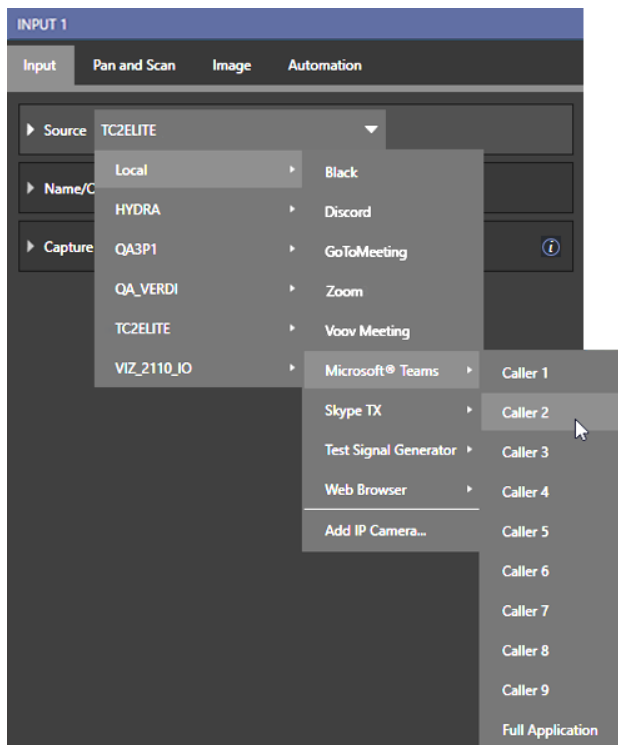 INPUT 1
Input Pan and Scan Image Automation
Source TC2ELITE
Local
HYDRA
QA3P1
QA_VERDI
TC2ELITE
VIZ_2110_IO
Name/C
Capture
Black
Discord
GoToMeeting
Zoom
Voov Meeting
Microsoft® Teams
Skype TX
Test Signal Generator
Web Browser
Add IP Camera...
Caller 1
Caller 2
Caller 3
Caller 4
Caller 5
Caller 6
Caller 7
Caller 8
Caller 9
Full Application
i